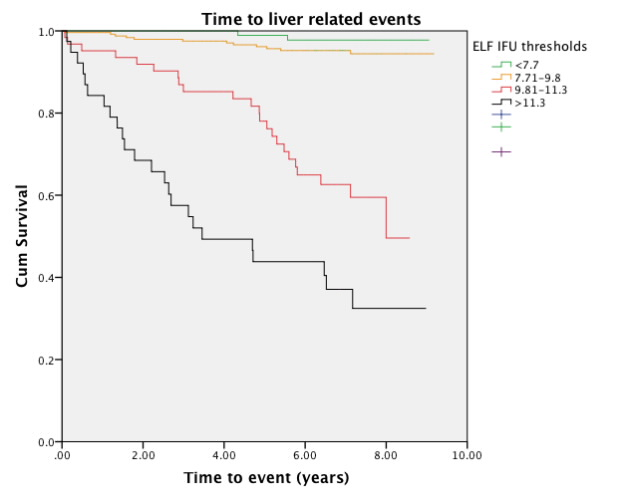 Time to liver related events
ELF IFU thresholds
<7.7
7.71-9.8
9.81-11.3
>11.3
Cum Survival
1.0
0.8
0.6
0.4
0.2
0.0
.00 2.00 4.00 6.00 8.00 10.00
Time to event (years)